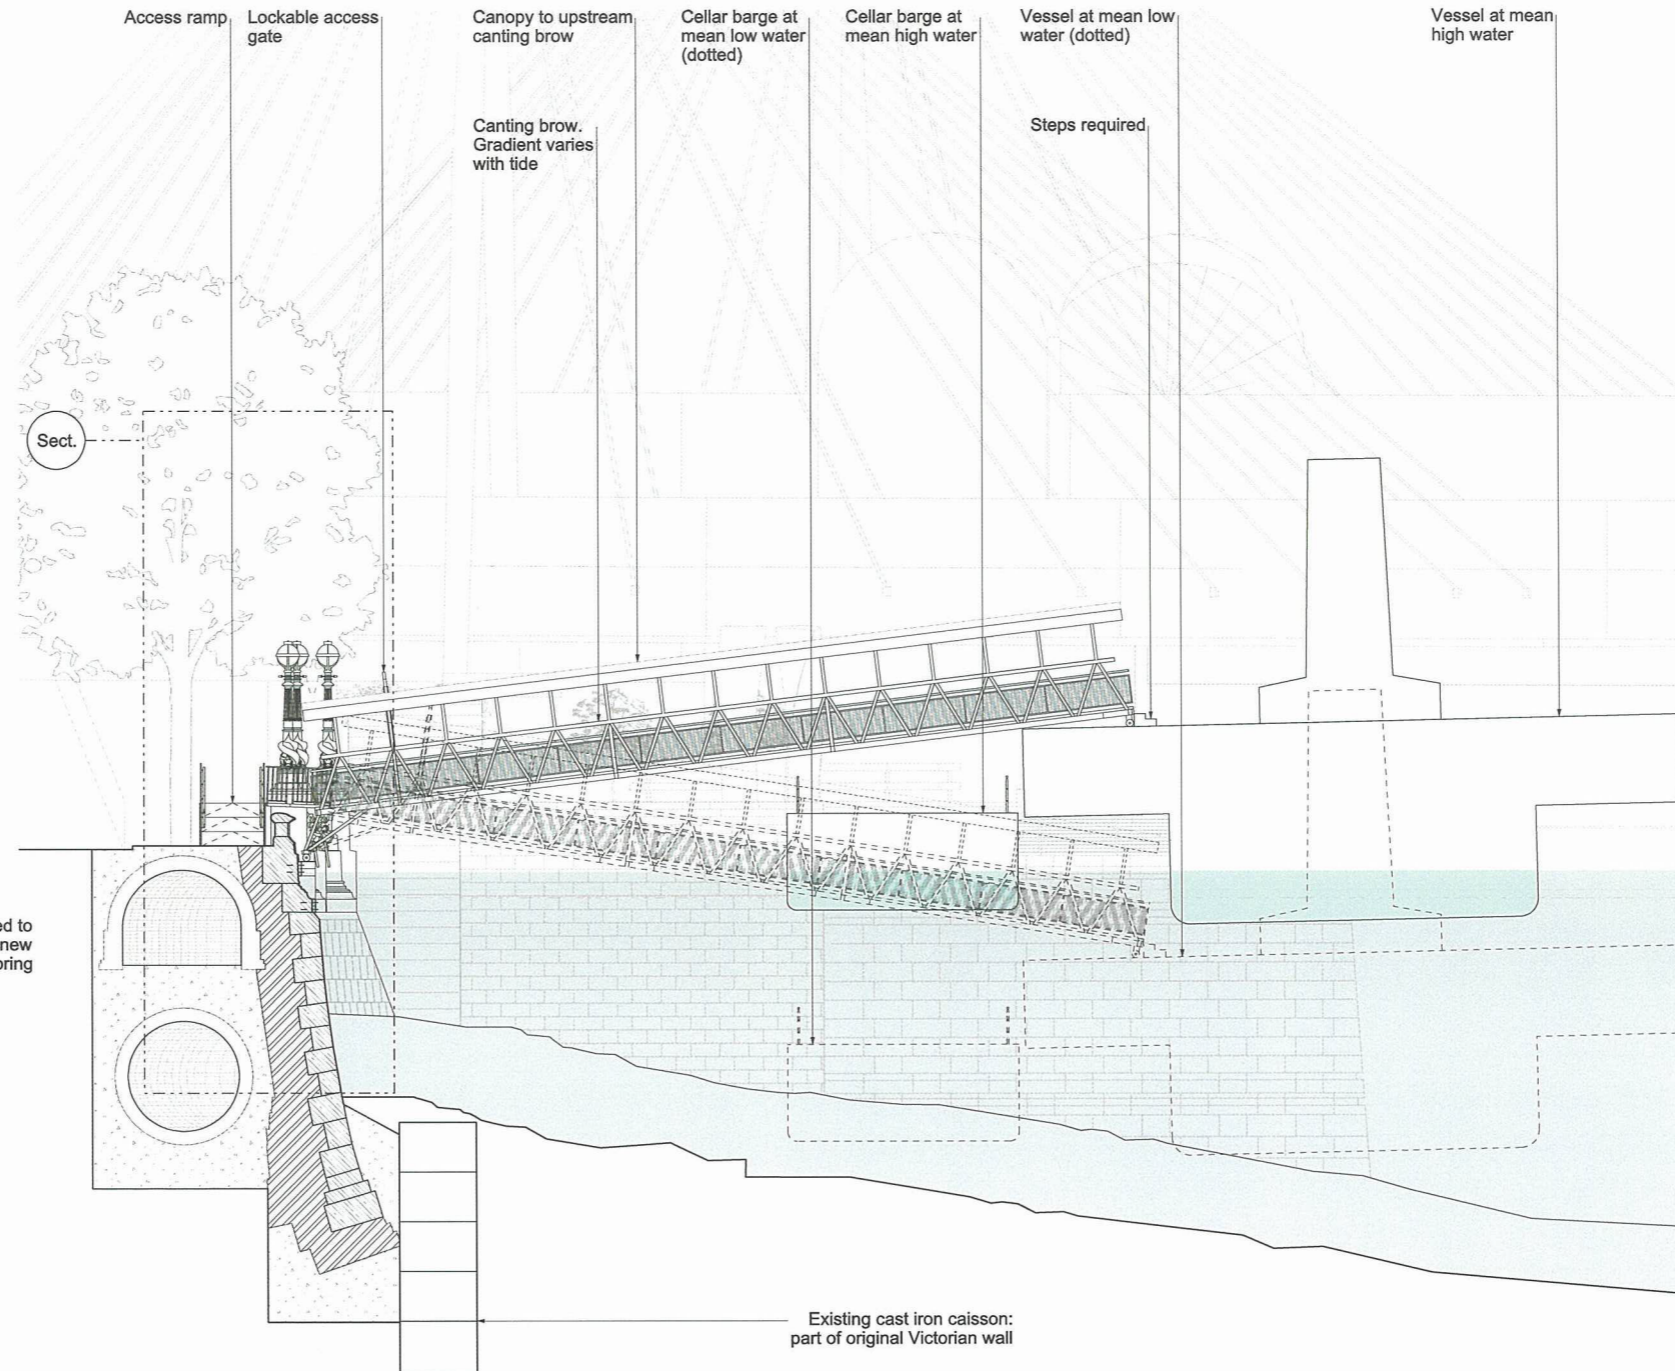 Access ramp
Lockable access
gate
Canopy to upstream
canting brow
Cellar barge at
mean low water
(dotted)
Cellar barge at
mean high water
Vessel at mean low
water (dotted)
Vessel at mean
high water
Canting brow.
Gradient varies
with tide
Steps required
Sect.
ed to
new
oring
Existing cast iron caisson:
part of original Victorian wall